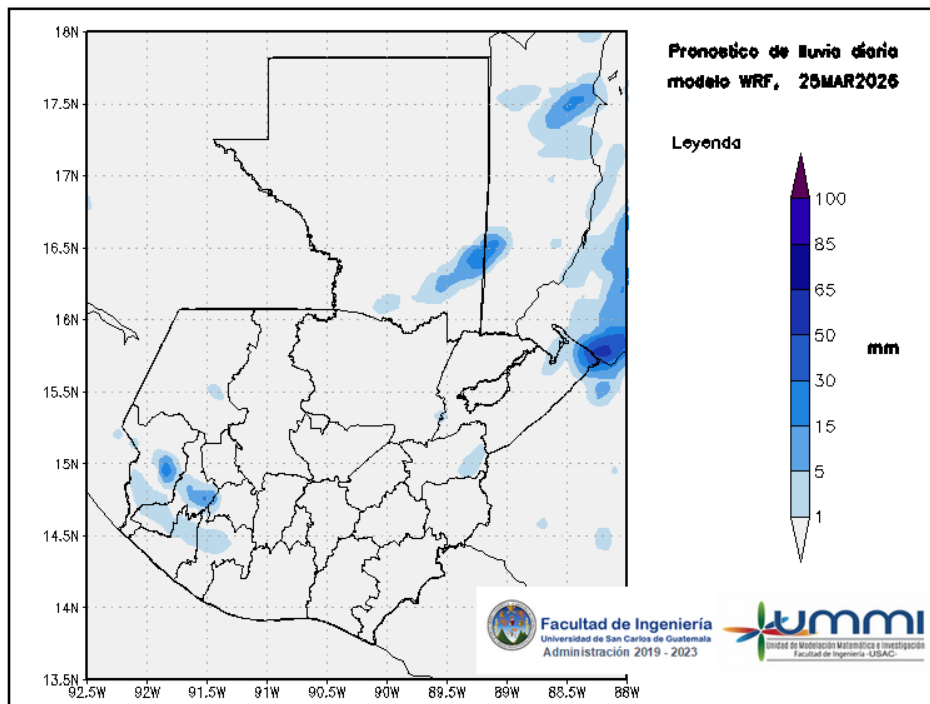 Pronostico de lluvia diaria
modelo WRF, 25MAR2026
Leyenda
100
85
65
50
30
15
5
1
mm
18N
17.5N
17N
16.5N
16N
15.5N
15N
14.5N
14N
13.5N
92.5W
92W
91.5W
91W
90.5W
90W
89.5W
89W
88.5W
88W
Facultad de Ingeniería
Universidad de San Carlos de Guatemala
Administración 2019 - 2023
ummi
Unidad de Modelación Matemática e Investigación
Facultad de Ingeniería -USAC-